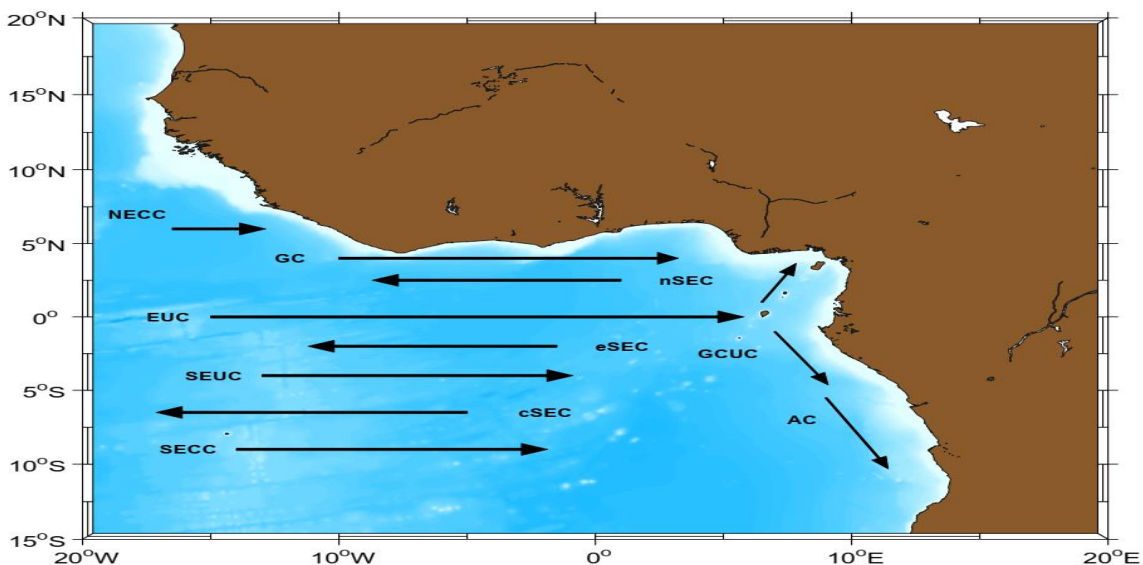 20°N
15°N
10°N
NECC
5°N
GC
nSEC
EUC
0°
eSEC
GCUC
SEUC
5°S
cSEC
AC
SECC
10°S
15°S
20°W
10°W
0°
10°E
20°E